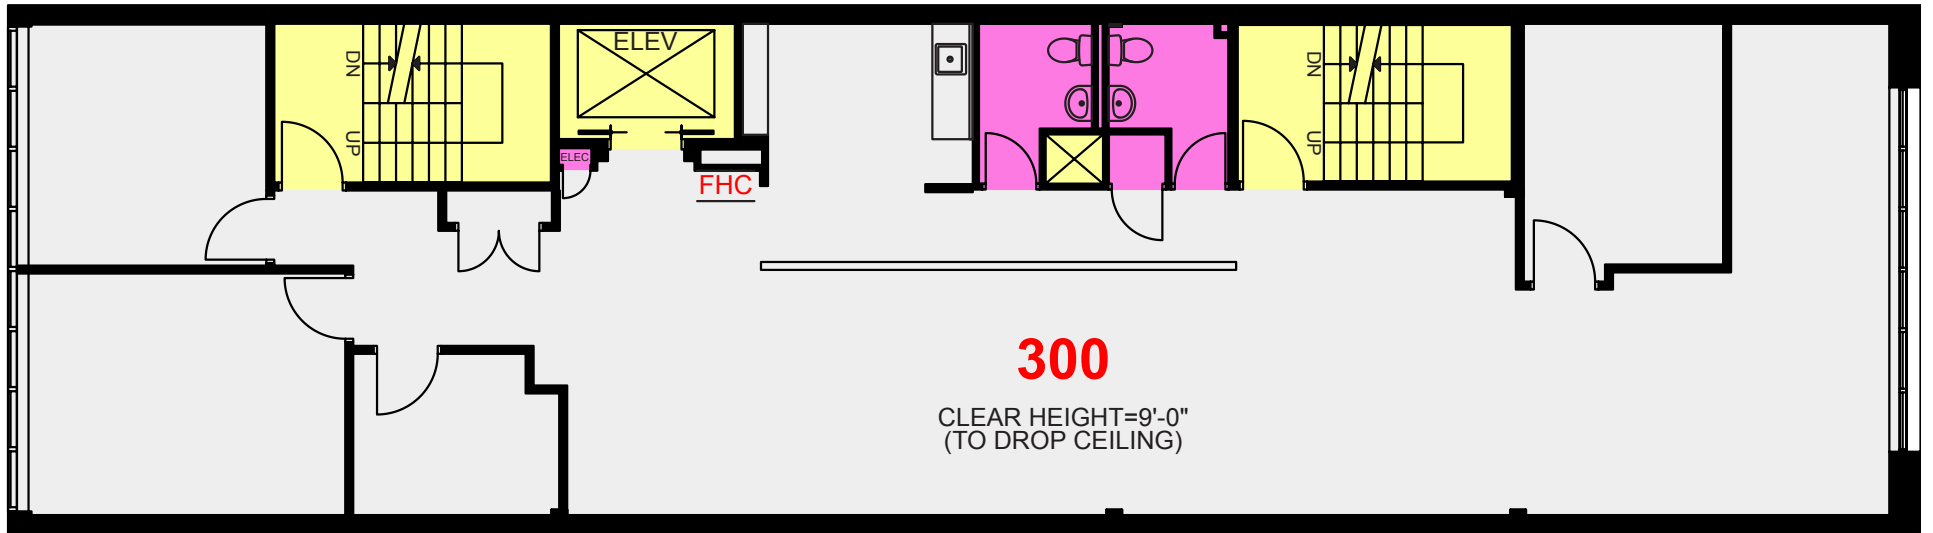 DN
ELEV
DN
UP
ELEC
UP
FHC
300
CLEAR HEIGHT=9'-0"
(TO DROP CEILING)